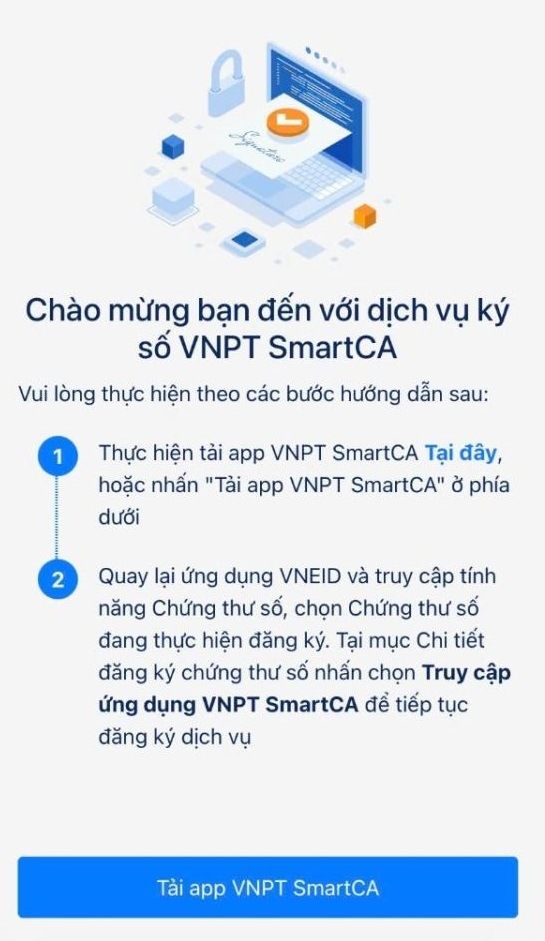 Signature
Chào mừng bạn đến với dịch vụ ký
số VNPT SmartCA
Vui lòng thực hiện theo các bước hướng dẫn sau:
1
Thực hiện tải app VNPT SmartCA Tại đây,
hoặc nhấn "Tải app VNPT SmartCA" ở phía
dưới
2
Quay lại ứng dụng VNEID và truy cập tính
năng Chứng thư số, chọn Chứng thư số
đang thực hiện đăng ký. Tại mục Chi tiết
đăng ký chứng thư số nhấn chọn Truy cập
ứng dụng VNPT SmartCA để tiếp tục
đăng ký dịch vụ
Tải app VNPT SmartCA